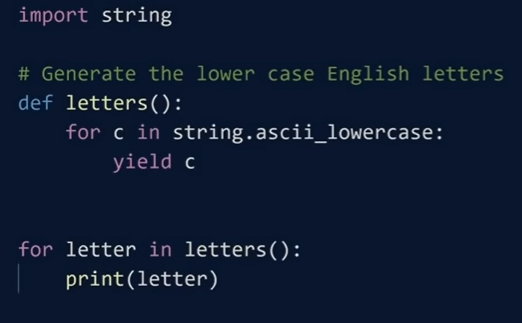 import string
# Generate the lower case English letters
def letters():
    for c in string.ascii_lowercase:
        yield c
for letter in letters():
    print(letter)